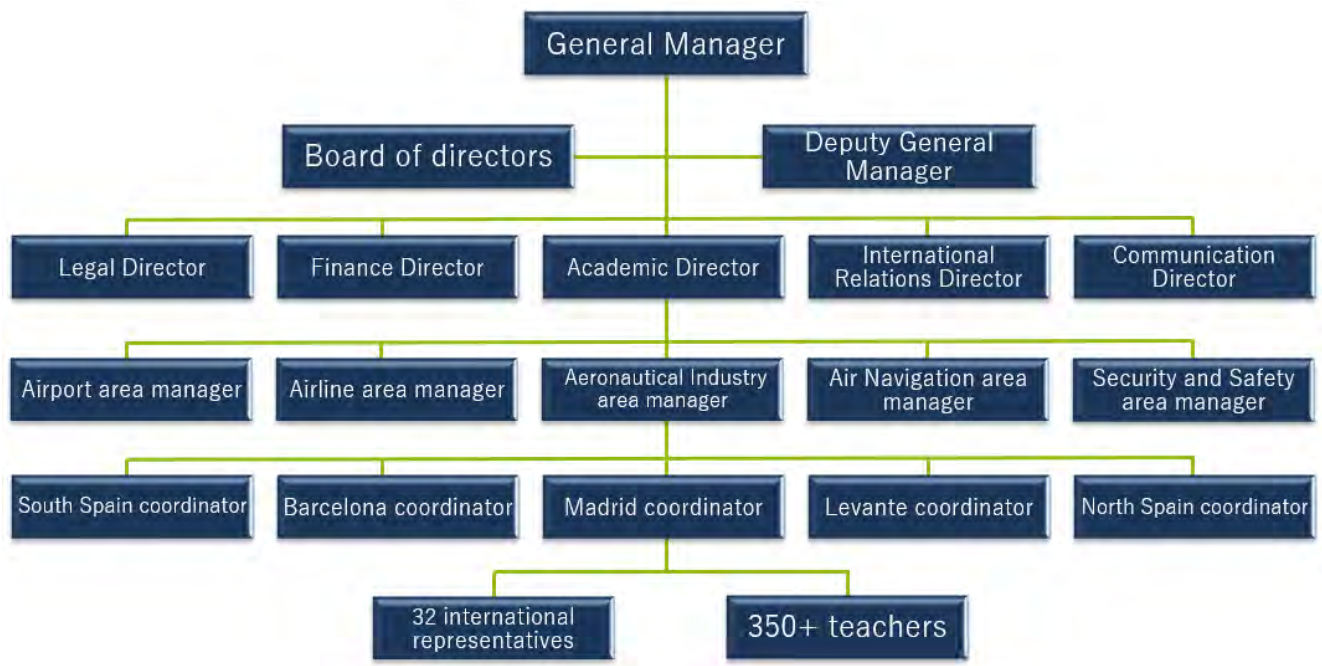 General Manager
Board of directors
Deputy General
Manager
Legal Director
Finance Director
Academic Director
International
Relations Director
Communication
Director
Airport area manager
Airline area manager
Aeronautical Industry
area manager
Air Navigation area
manager
Security and Safety
area manager
South Spain coordinator
Barcelona coordinator
Madrid coordinator
Levante coordinator
North Spain coordinator
32 international
representatives
350+ teachers